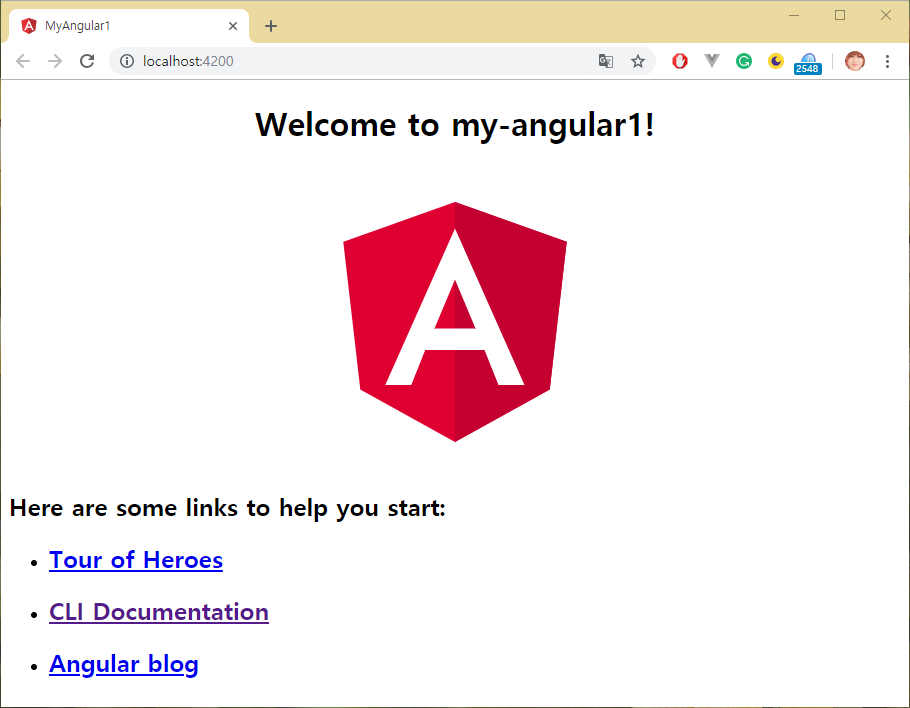 MyAngular1
localhost:4200
2548
Welcome to my-angular1!
A
Here are some links to help you start:
Tour of Heroes
CLI Documentation
Angular blog